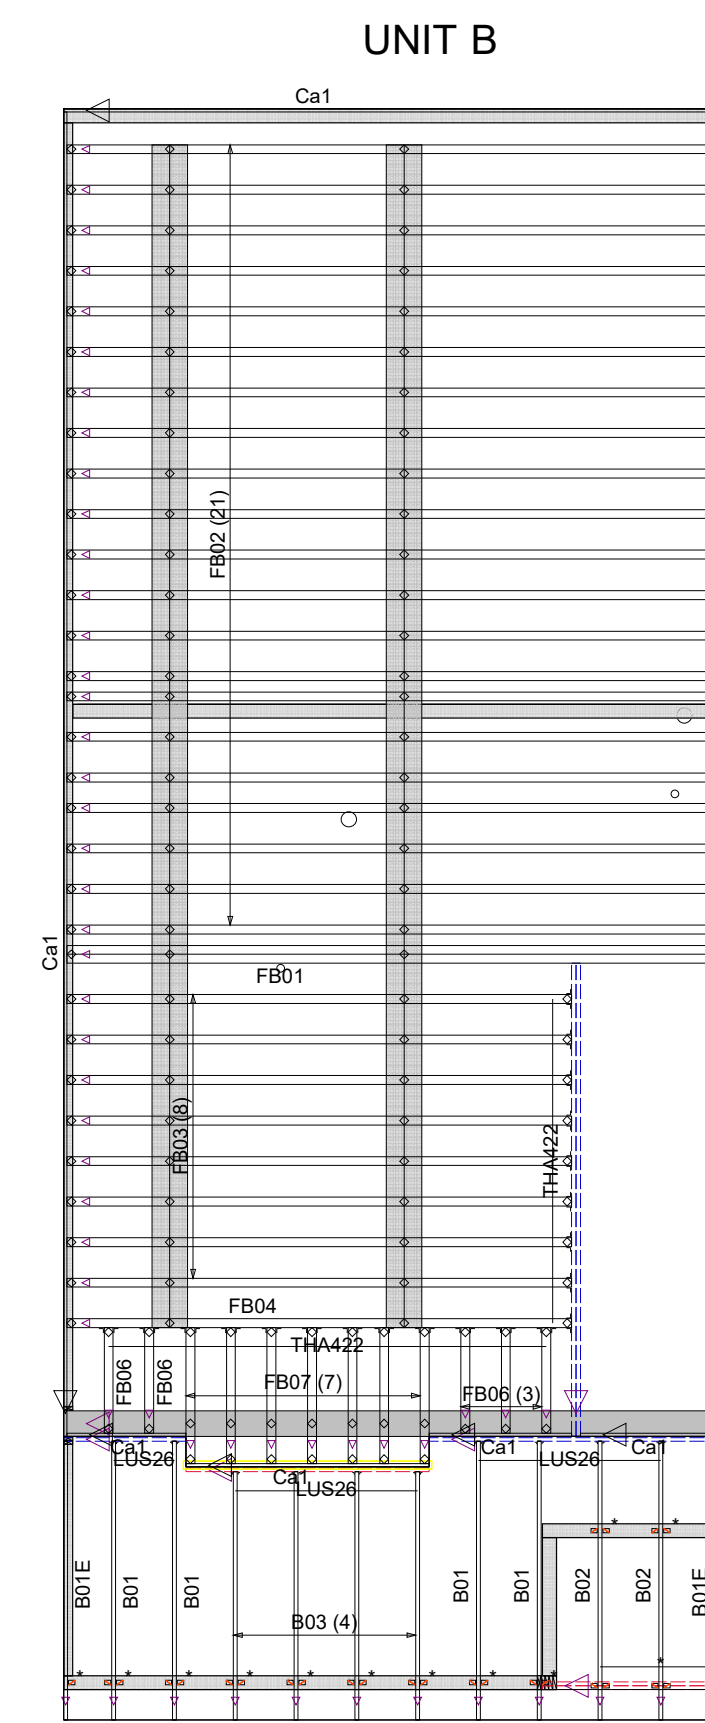 UNIT B
Ca1
FB02 (21)
Ca1
FB01
FB03 (8)
THA422
FB04
THA422
FB06
FB06
FB07 (7)
FB06 (3)
Ca1
LUS26
Ca1
LUS26
Ca1
LUS26
Ca1
B01E
B01
B01
B03 (4)
B01
B01
B02
B02
B01E